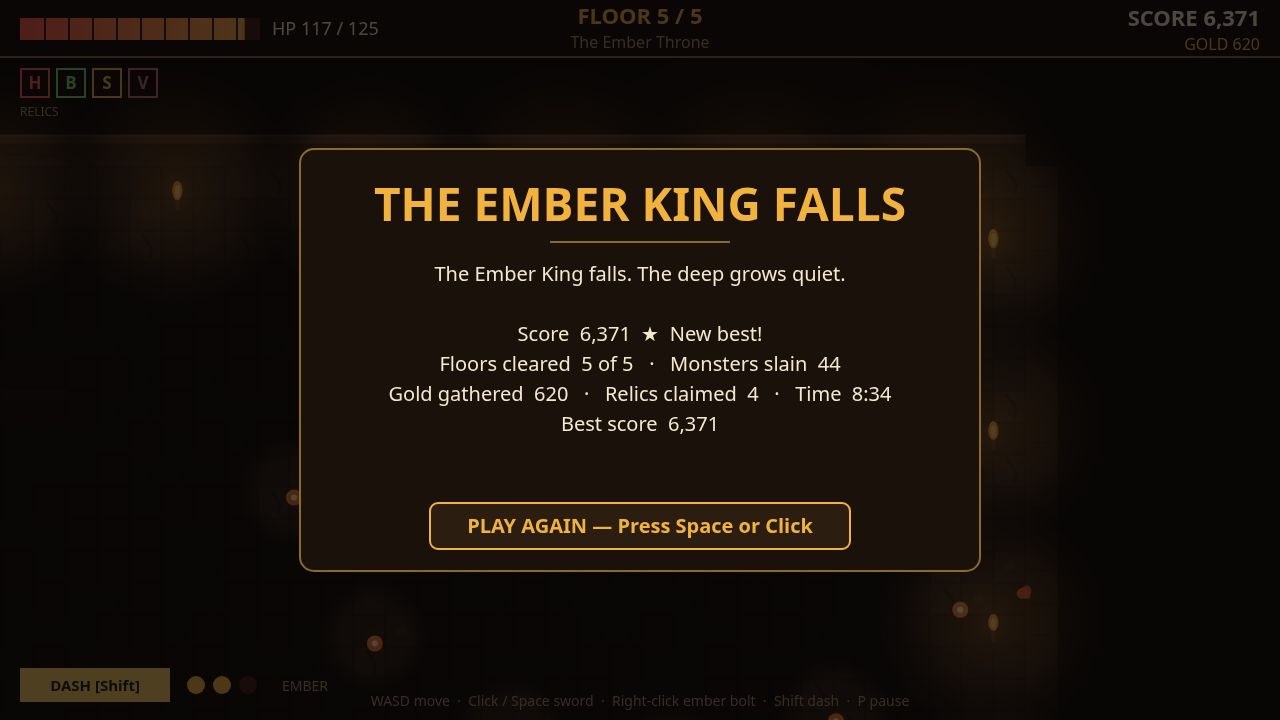 HP 117 / 125
FLOOR 5 / 5
The Ember Throne
SCORE 6,371
GOLD 620
H B S V
RELICS
THE EMBER KING FALLS
The Ember King falls. The deep grows quiet.
Score 6,371 ★ New best!
Floors cleared 5 of 5 · Monsters slain 44
Gold gathered 620 · Relics claimed 4 · Time 8:34
Best score 6,371
PLAY AGAIN — Press Space or Click
DASH [Shift]
EMBER
WASD move · Click / Space sword · Right-click ember bolt · Shift dash · P pause